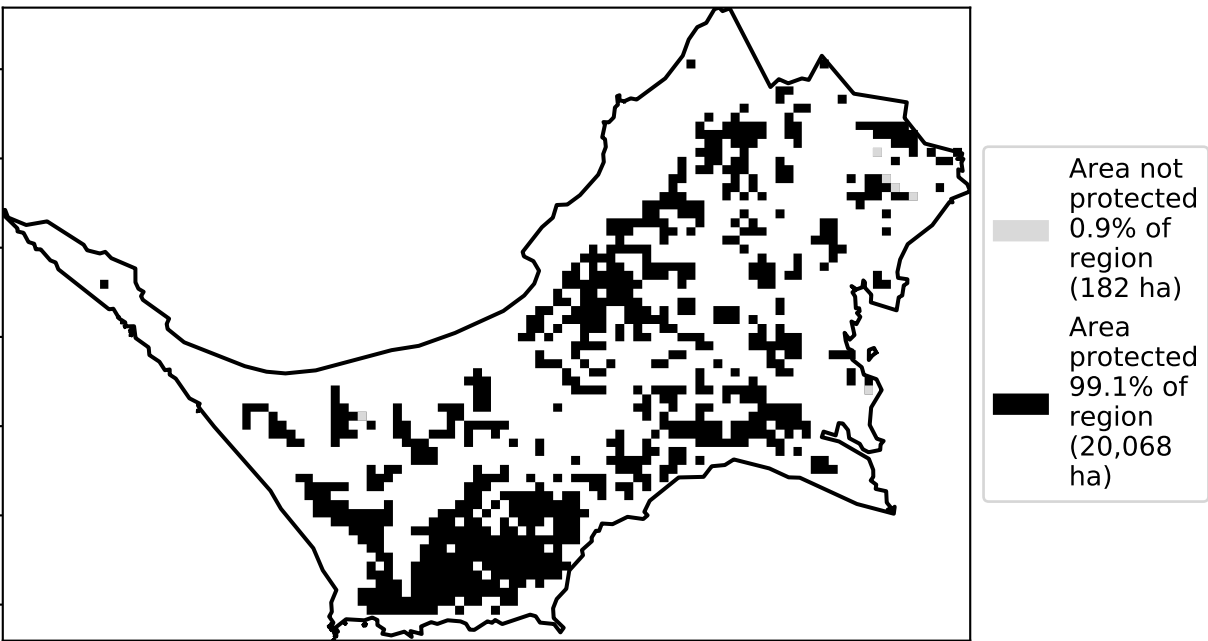 Area not
protected
0.9% of
region
(182 ha)
Area
protected
99.1% of
region
(20,068
ha)